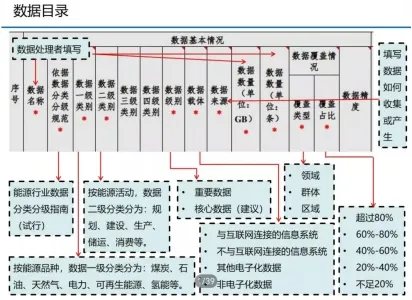 数据目录
数据处理者填写
数据基本情况
序号
数据名称
依据数据分类分级规范
数据一级类别
数据二级类别
数据三级类别
数据四级类别
数据级别
数据载体
数据来源
数据数量（单位：GB）
数据数量（单位：条）
数据覆盖情况
覆盖类型
覆盖占比
数据精度
填写
数据
如何
收集
或产
生
能源行业数据
分类分级指南
（试行）
按能源活动，数据
二级分类分为：规
划、建设、生产、
储运、消费等。
重要数据
核心数据（建议）
领域
群体
区域
超过80%
60%-80%
40%-60%
20%-40%
不足20%
与互联网连接的信息系统
不与互联网连接的信息系统
其他电子化数据
非电子化数据
按能源品种，数据一级分类分为：煤炭、石
油、天然气、电力、可再生能源、氢能等。